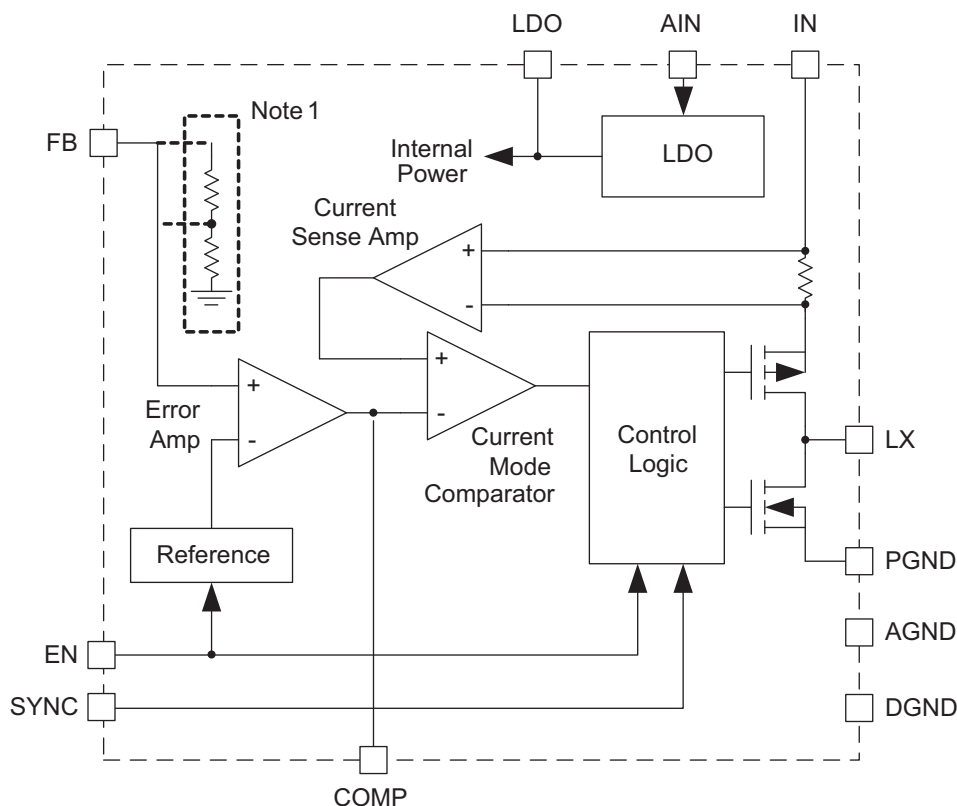 LDO
AIN
IN
Note 1
FB
LDO
Internal
Power
Current
Sense Amp
+
-
+
-
+
-
Error
Amp
Current
Mode
Comparator
Control
Logic
LX
Reference
PGND
EN
AGND
SYNC
DGND
COMP